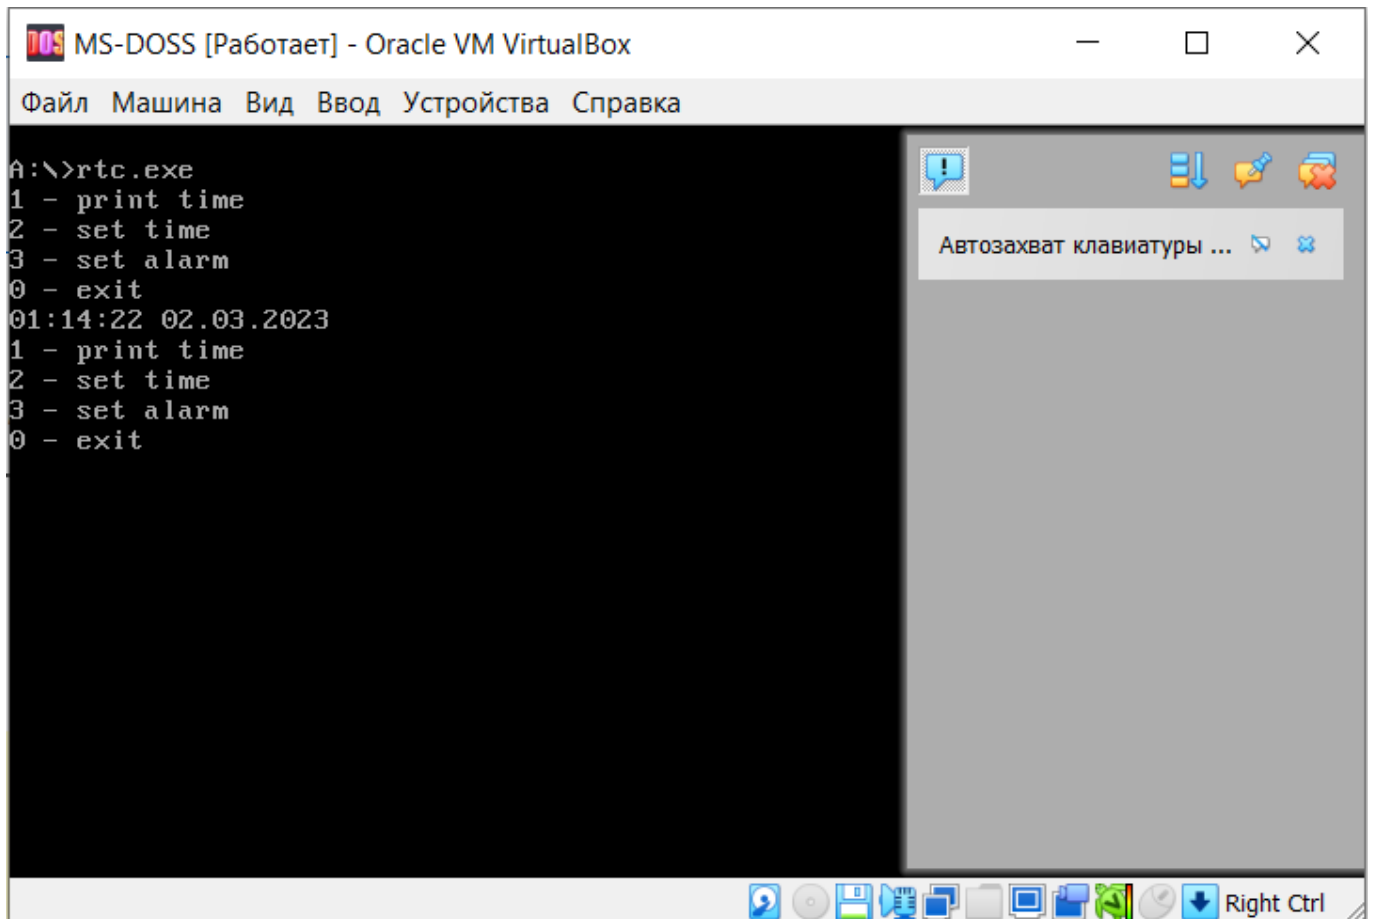 DOS MS-DOSS [Работает] - Oracle VM VirtualBox
Файл Машина Вид Ввод Устройства Справка
A:\>rtc.exe
1 - print time
2 - set time
3 - set alarm
0 - exit
01:14:22 02.03.2023
1 - print time
2 - set time
3 - set alarm
0 - exit
Автозахват клавиатуры ...
Right Ctrl